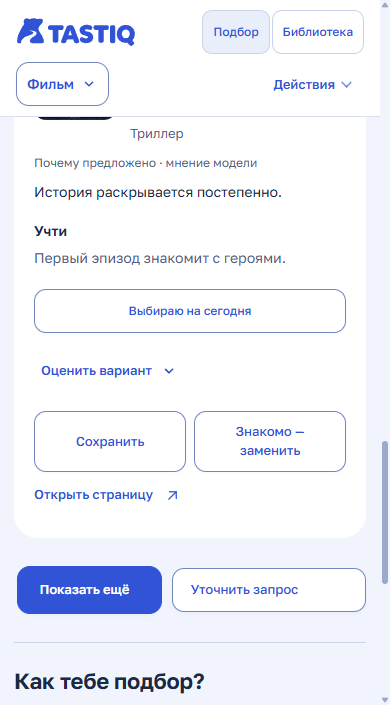 TASTIQ
Подбор
Библиотека
Фильм
Действия
Триллер
Почему предложено · мнение модели
История раскрывается постепенно.
Учти
Первый эпизод знакомит с героями.
Выбираю на сегодня
Оценить вариант
Сохранить
Знакомо —
заменить
Открыть страницу
Показать ещё
Уточнить запрос
Как тебе подбор?